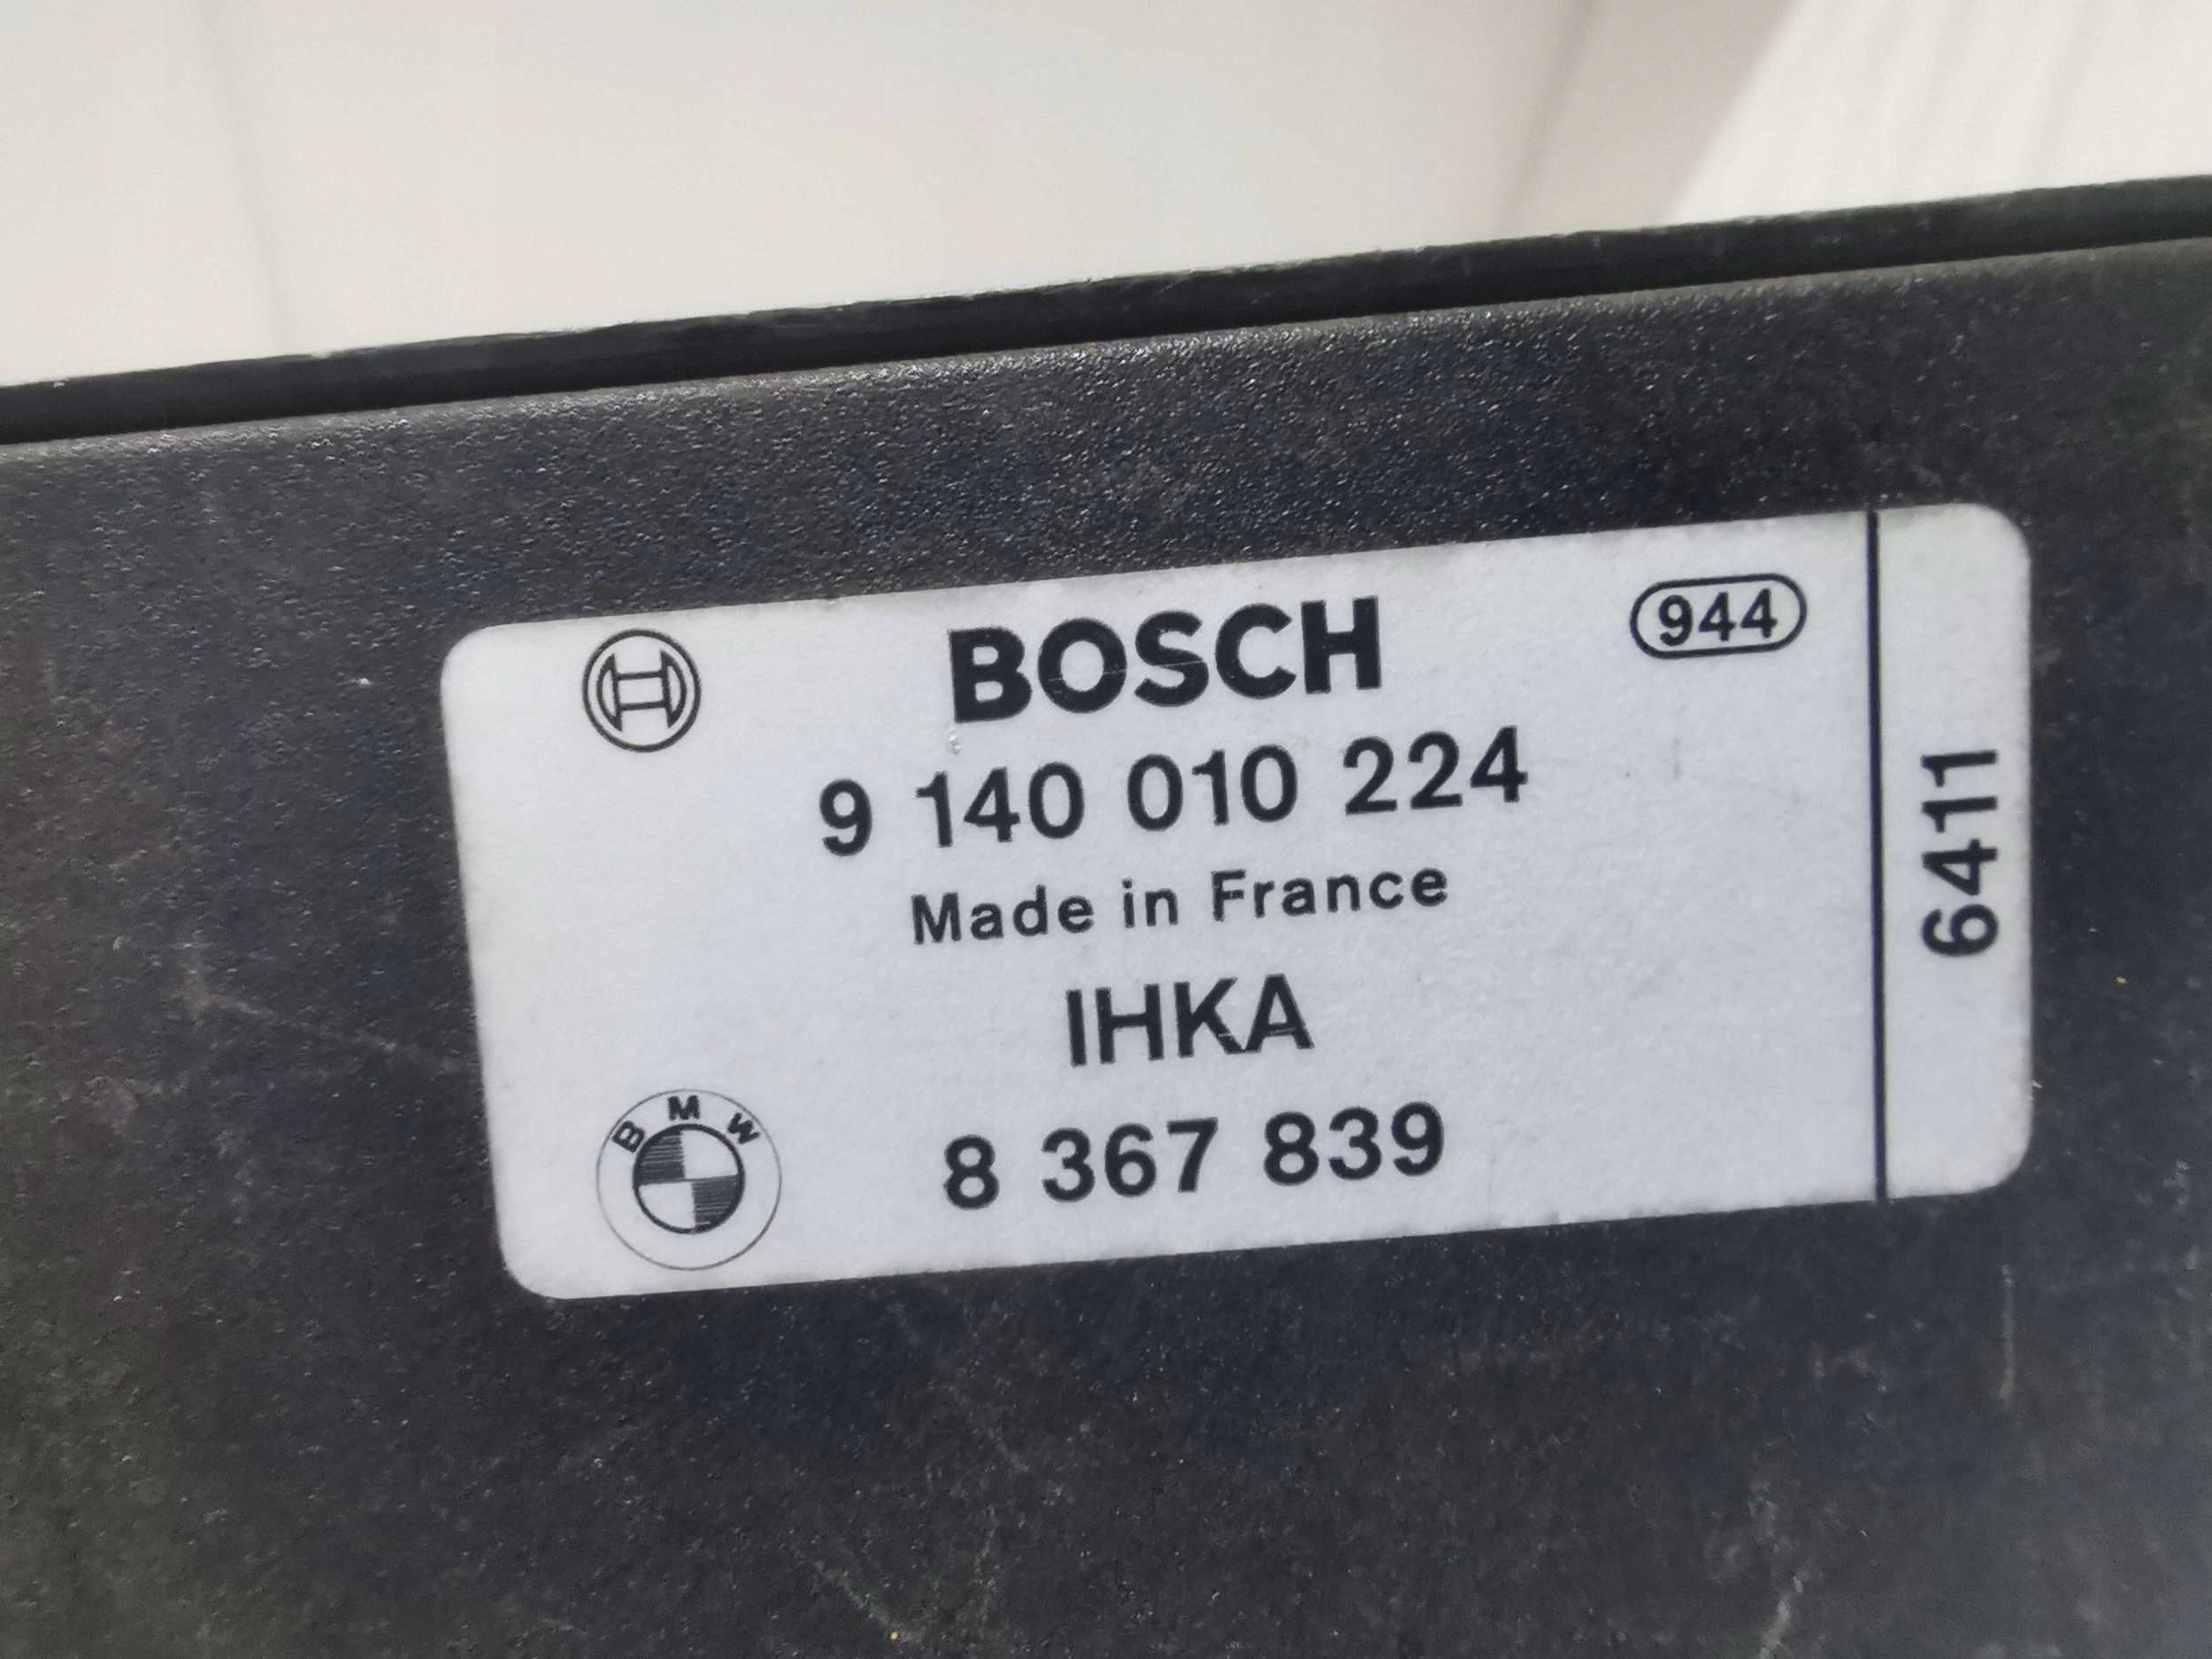 BOSCH
944
9 140 010 224
Made in France
IHKA
BMW
8 367 839
6411